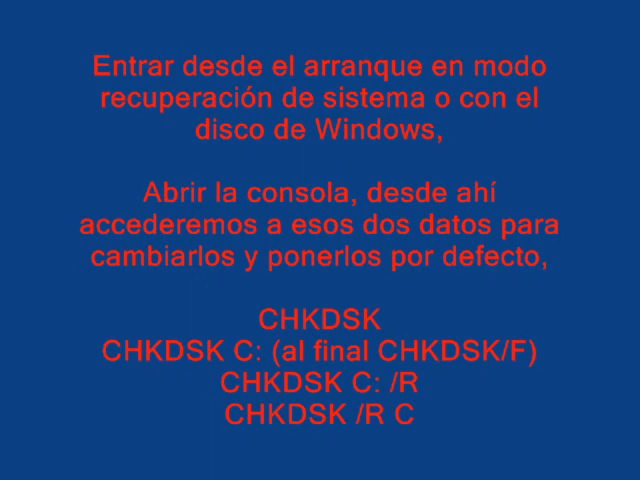 Entrar desde el arranque en modo
recuperación de sistema o con el
disco de Windows,
Abrir la consola, desde ahí
accederemos a esos dos datos para
cambiarlos y ponerlos por defecto,
CHKDSK
CHKDSK C: (al final CHKDSK/F)
CHKDSK C: /R
CHKDSK /R C